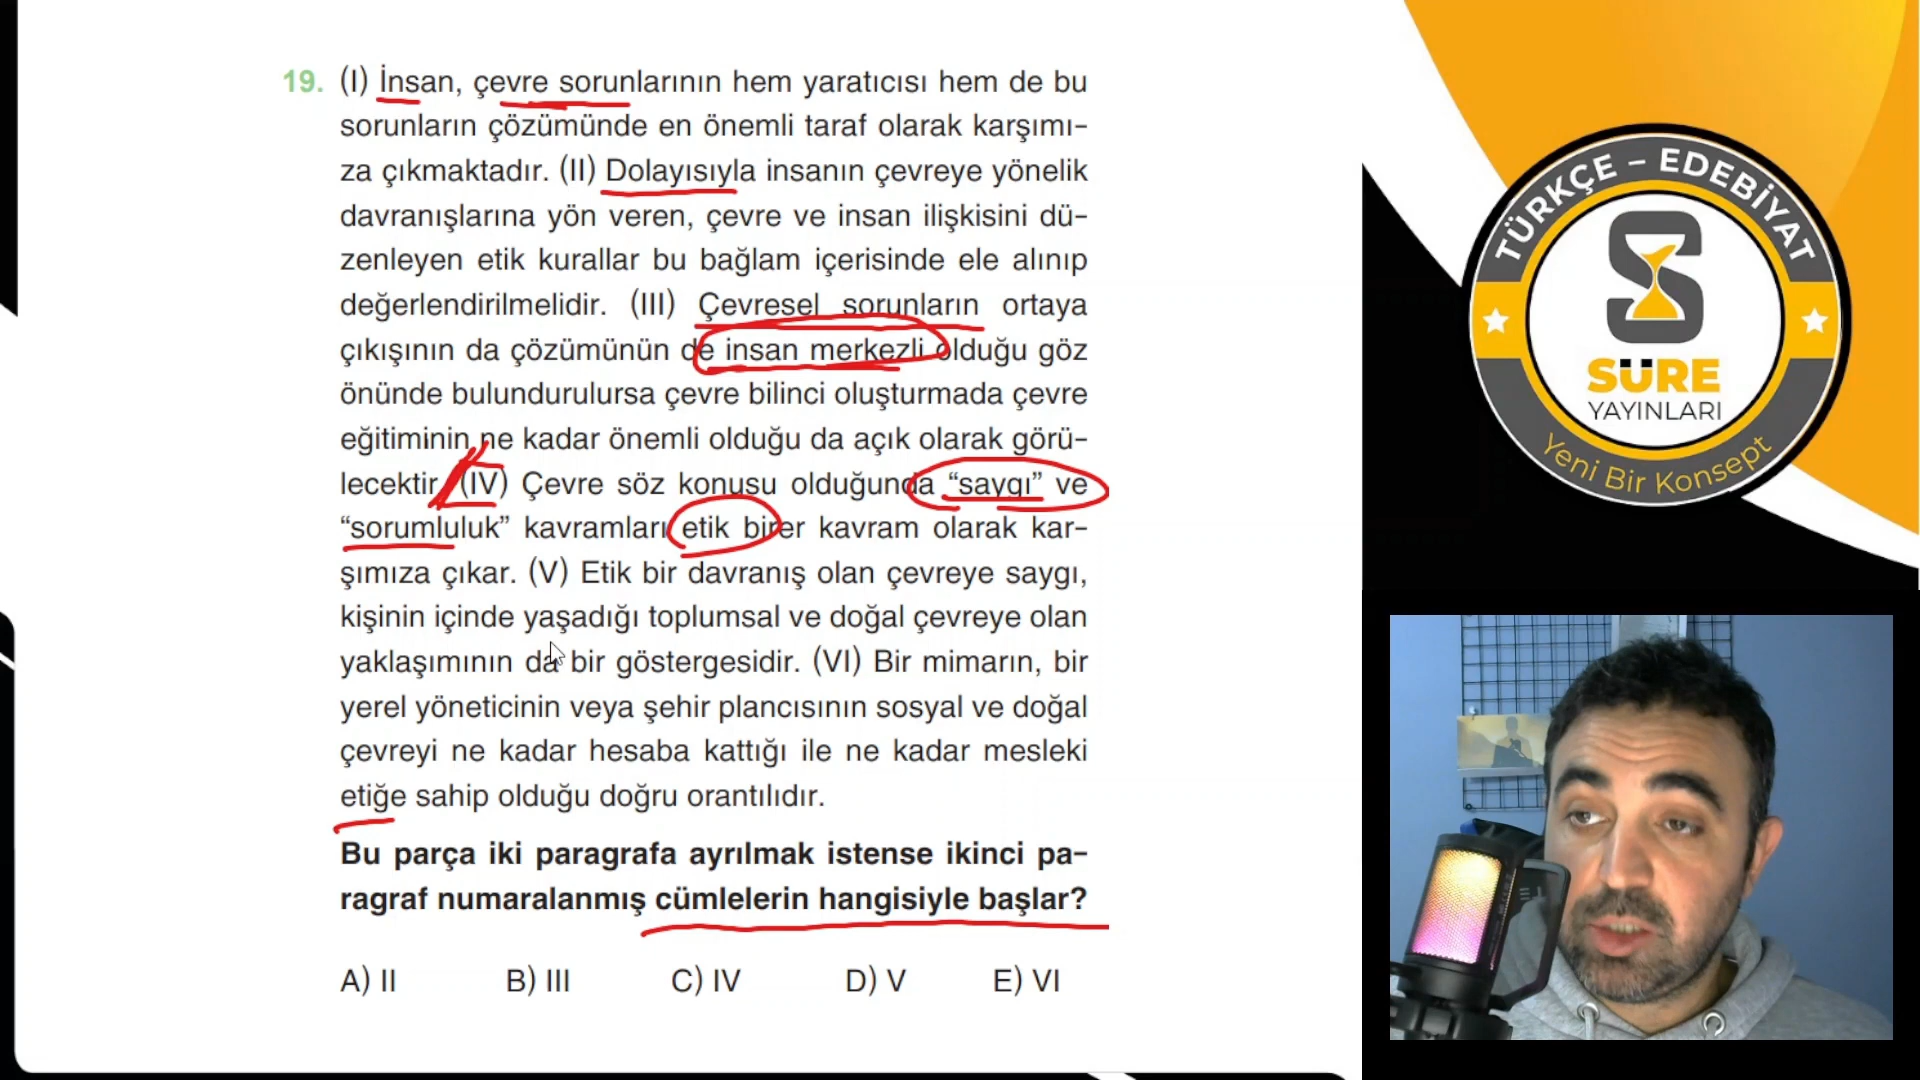 19. (I) İnsan, çevre sorunlarının hem yaratıcısı hem de bu
sorunların çözümünde en önemli taraf olarak karşımı-
za çıkmaktadır. (II) Dolayısıyla insanın çevreye yönelik
davranışlarına yön veren, çevre ve insan ilişkisini dü-
zenleyen etik kurallar bu bağlam içerisinde ele alınıp
değerlendirilmelidir. (III) Çevresel sorunların ortaya
çıkışının da çözümünün de insan merkezli olduğu göz
önünde bulundurulursa çevre bilinci oluşturmada çevre
eğitiminin ne kadar önemli olduğu da açık olarak görü-
lecektir. (IV) Çevre söz konusu olduğunda “saygı” ve
“sorumluluk” kavramları etik birer kavram olarak kar-
şımıza çıkar. (V) Etik bir davranış olan çevreye saygı,
kişinin içinde yaşadığı toplumsal ve doğal çevreye olan
yaklaşımının da bir göstergesidir. (VI) Bir mimarın, bir
yerel yöneticinin veya şehir plancısının sosyal ve doğal
çevreyi ne kadar hesaba kattığı ile ne kadar mesleki
etiğe sahip olduğu doğru orantılıdır.
Bu parça iki paragrafa ayrılmak istense ikinci pa-
ragraf numaralanmış cümlelerin hangisiyle başlar?
A) II B) III C) IV D) V E) VI
TÜRKÇE – EDEBİYAT
SÜRE
YAYINLARI
Yeni Bir Konsept